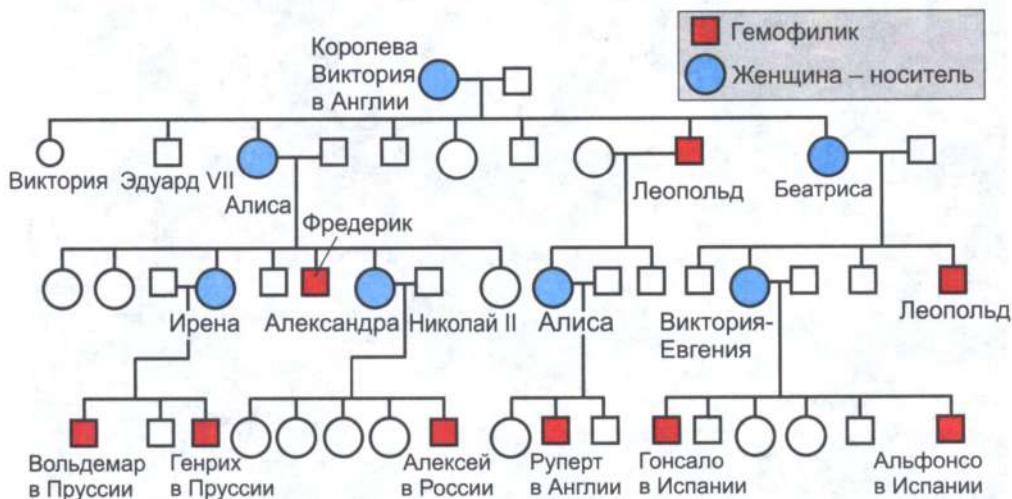 Королева
Виктория
в Англии
Гемофилик
Женщина – носитель
Виктория
Эдуард VII
Алиса
Леопольд
Беатриса
Фредерик
Ирена
Александра
Николай II
Алиса
Виктория-
Евгения
Леопольд
Вольдемар
в Пруссии
Генрих
в Пруссии
Алексей
в России
Руперт
в Англии
Гонсало
в Испании
Альфонсо
в Испании